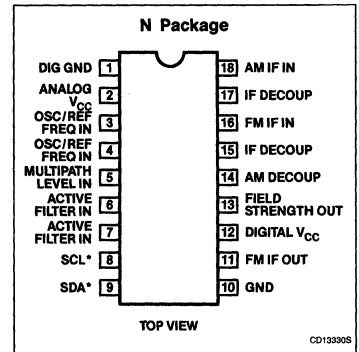 N Package
DIG GND 1
ANALOG
VCC 2
OSC/REF
FREQ IN 3
OSC/REF
FREQ IN 4
MULTIPATH
LEVEL IN 5
ACTIVE
FILTER IN 6
ACTIVE
FILTER IN 7
SCL* 8
SDA* 9
18 AM IF IN
17 IF DECOUP
16 FM IF IN
15 IF DECOUP
14 AM DECOUP
13 FIELD
STRENGTH OUT
12 DIGITAL VCC
11 FM IF OUT
10 GND
TOP VIEW
CD13330S